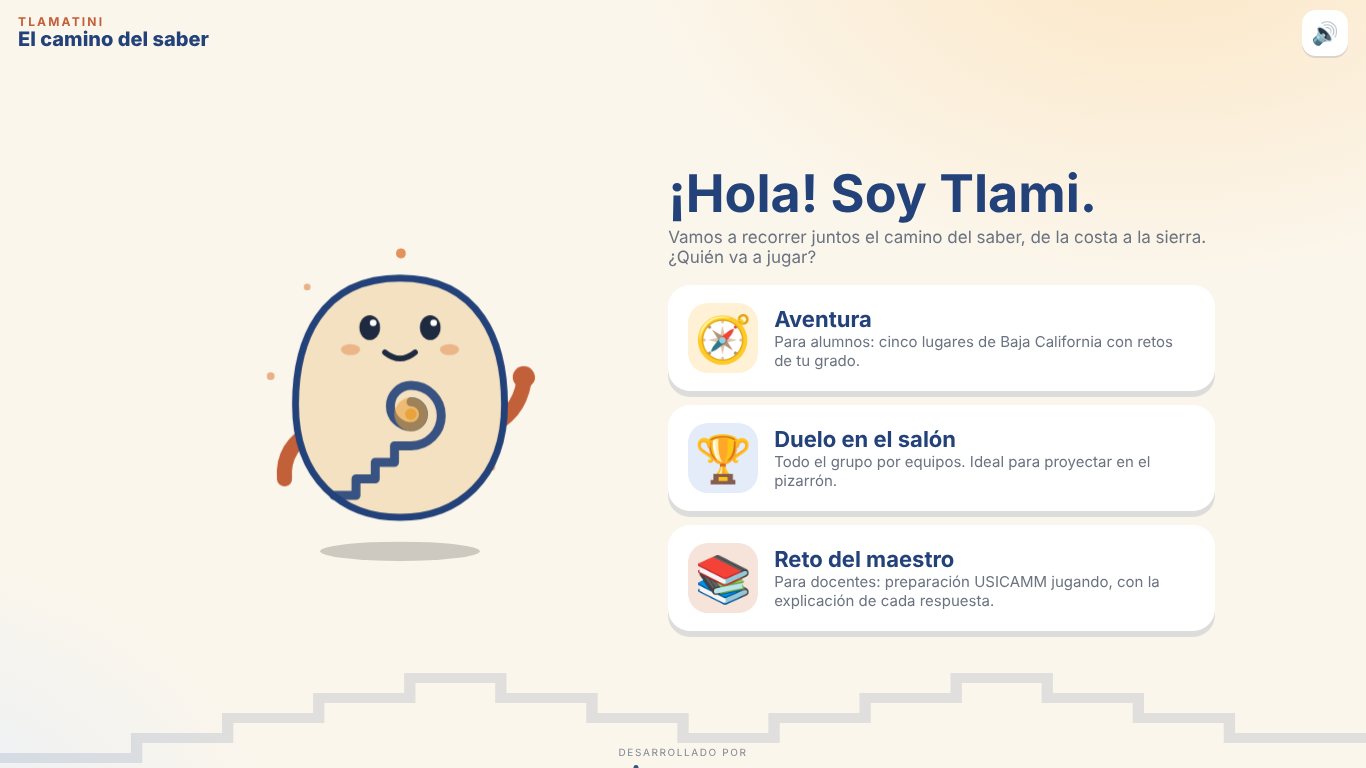 TLAMATINI
El camino del saber
¡Hola! Soy Tlami.
Vamos a recorrer juntos el camino del saber, de la costa a la sierra.
¿Quién va a jugar?
Aventura
Para alumnos: cinco lugares de Baja California con retos
de tu grado.
Duelo en el salón
Todo el grupo por equipos. Ideal para proyectar en el
pizarrón.
Reto del maestro
Para docentes: preparación USICAMM jugando, con la
explicación de cada respuesta.
DESARROLLADO POR